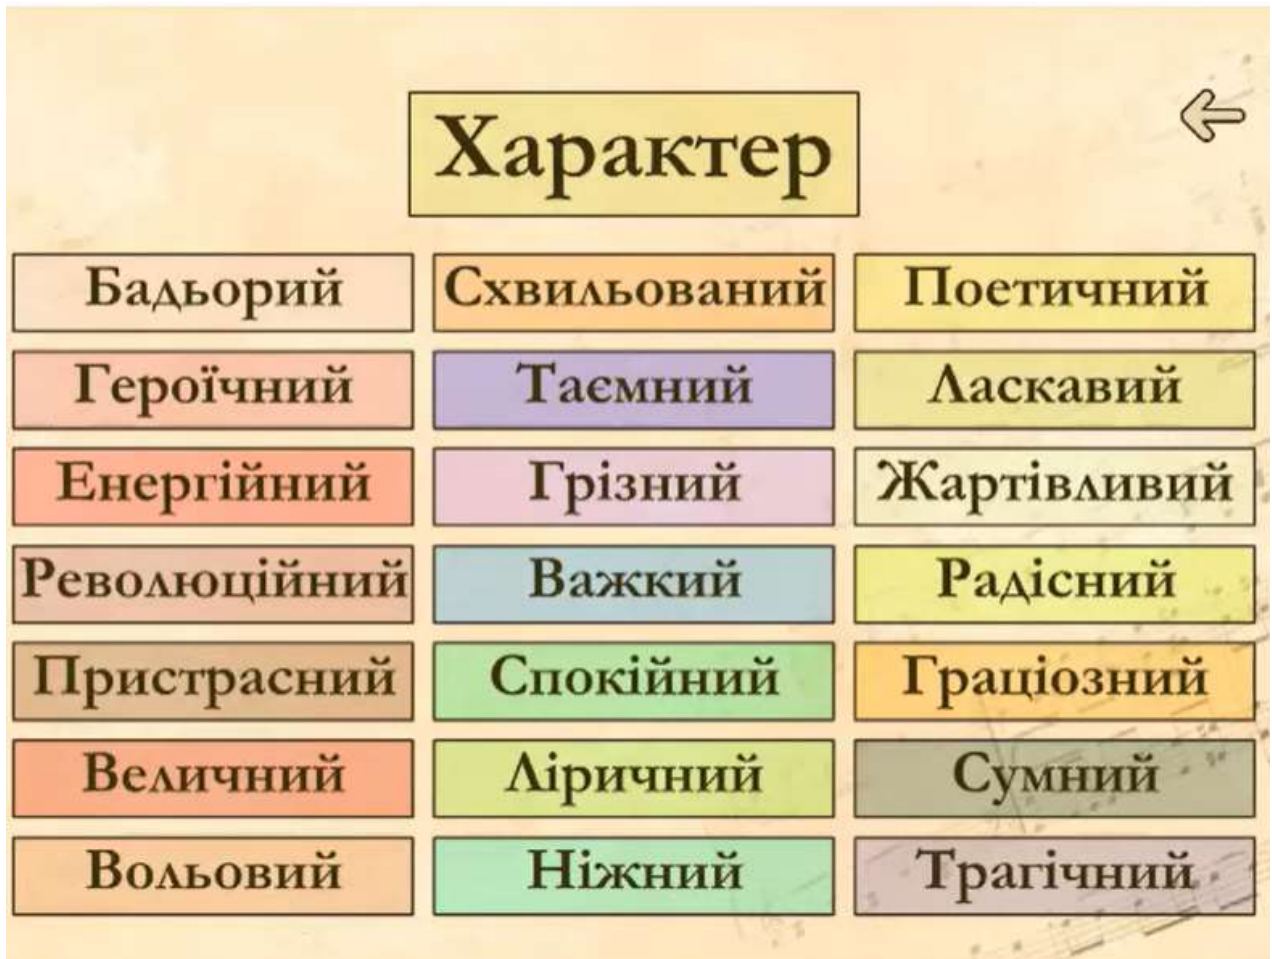 Характер
Бадьорий
Схвильований
Поетичний
Героїчний
Таємний
Ласкавий
Енергійний
Грізний
Жартівливий
Революційний
Важкий
Радісний
Пристрасний
Спокійний
Граціозний
Величний
Ліричний
Сумний
Вольовий
Ніжний
Трагічний